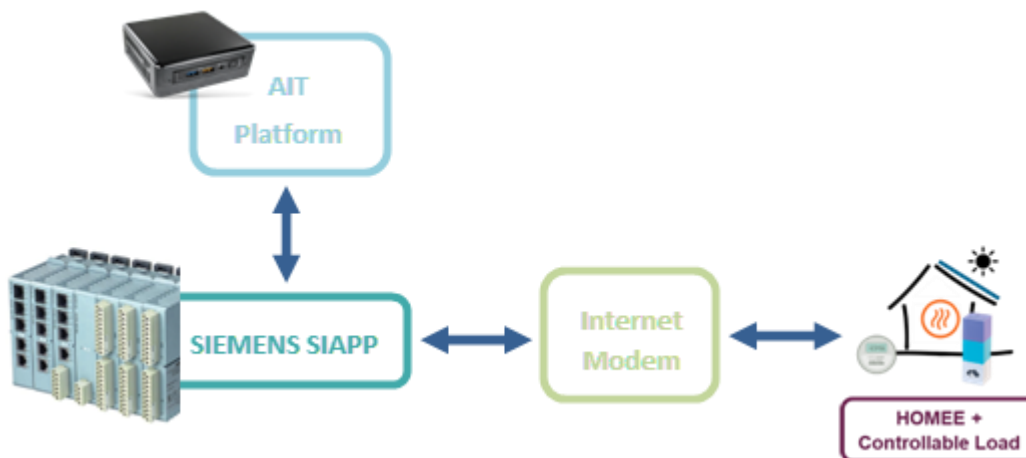 AIT
Platform
SIEMENS SIAPP
Internet
Modem
HOMEE +
Controllable Load